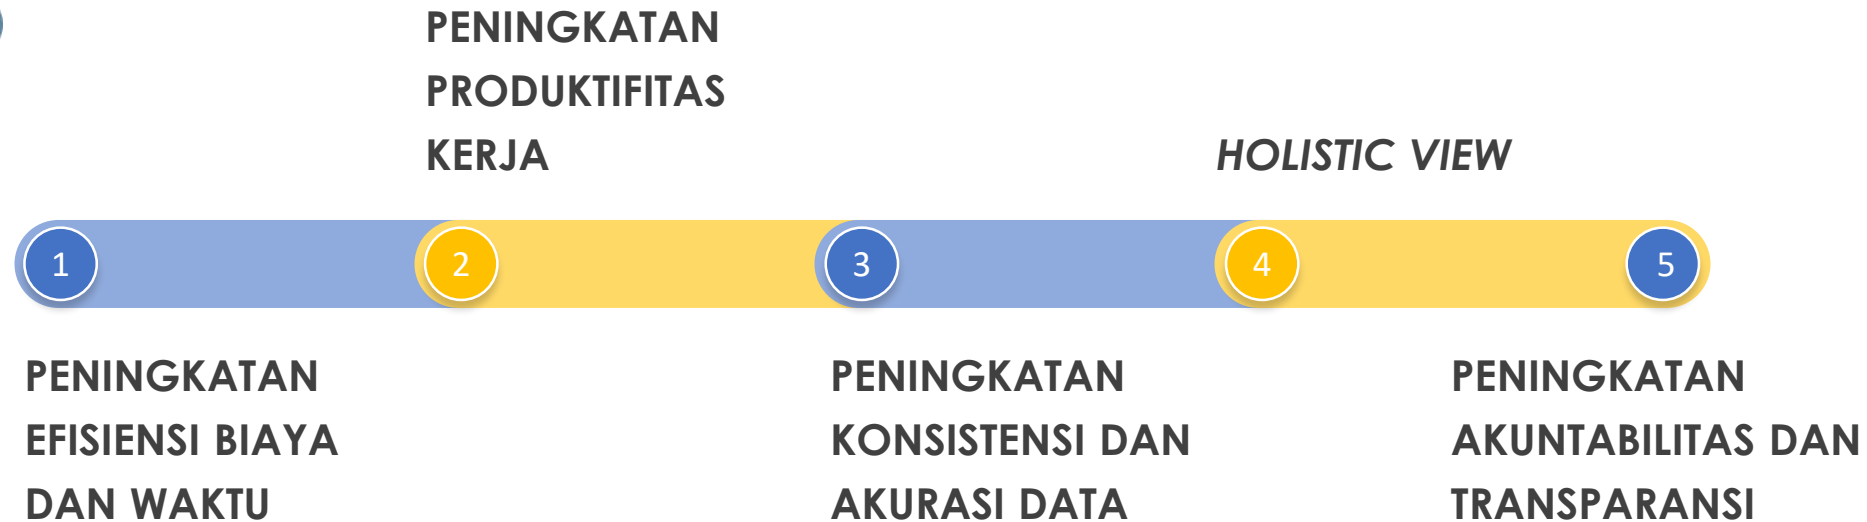 PENINGKATAN
PRODUKTIFITAS
KERJA
HOLISTIC VIEW
1
2
3
4
5
PENINGKATAN
EFISIENSI BIAYA
DAN WAKTU
PENINGKATAN
KONSISTENSI DAN
AKURASI DATA
PENINGKATAN
AKUNTABILITAS DAN
TRANSPARANSI